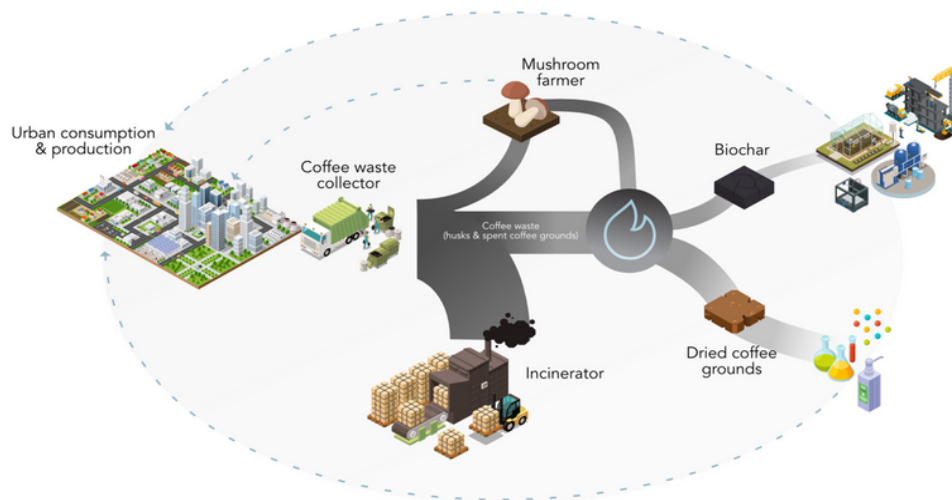 Mushroom
farmer
Urban consumption
& production
Coffee waste
collector
Biochar
Coffee waste
(husks & spent coffee grounds)
Incinerator
Dried coffee
grounds